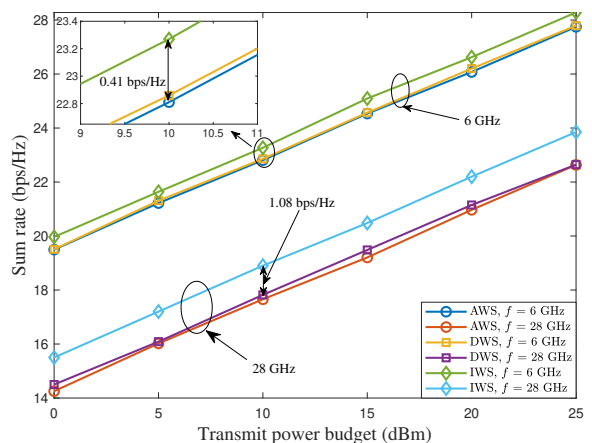 28
26
24
22
20
18
16
14
0
5
10
15
20
25
Sum rate (bps/Hz)
Transmit power budget (dBm)
23.4
23.2
23
22.8
9
9.5
10
10.5
11
0.41 bps/Hz
6 GHz
1.08 bps/Hz
28 GHz
AWS, f = 6 GHz
AWS, f = 28 GHz
DWS, f = 6 GHz
DWS, f = 28 GHz
IWS, f = 6 GHz
IWS, f = 28 GHz